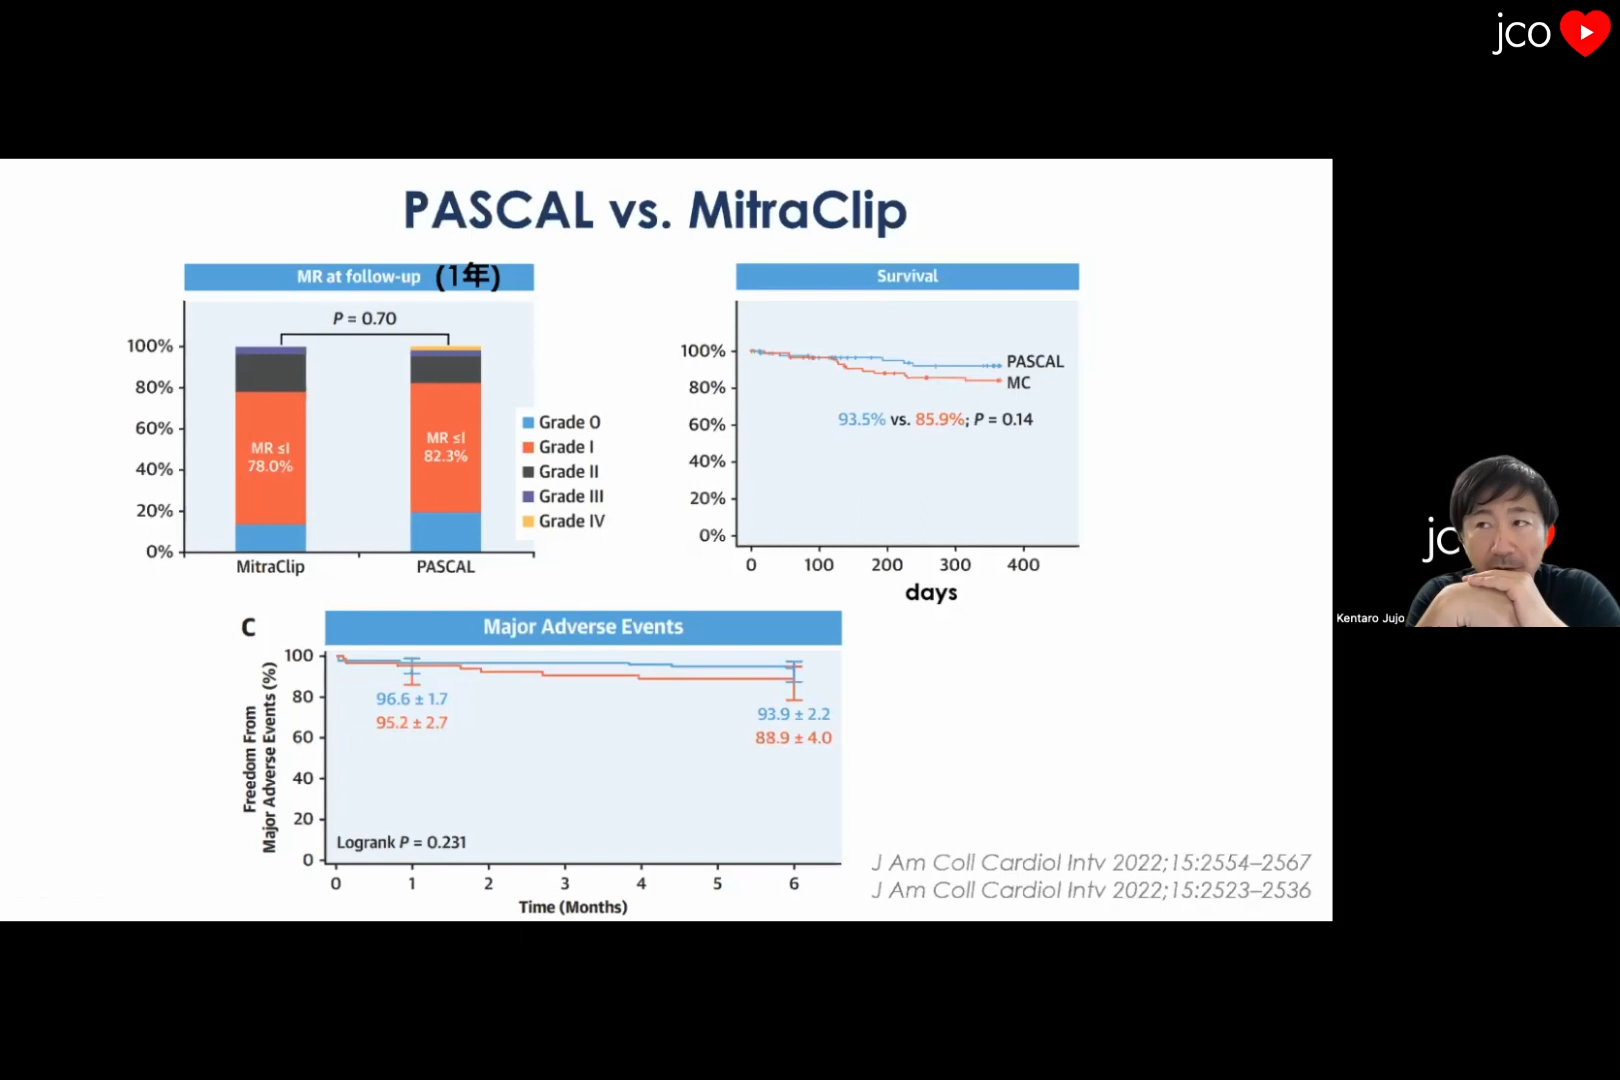 jco
PASCAL vs. MitraClip
MR at follow-up (1年)
P = 0.70
100%
80%
60%
40%
20%
0%
MR ≤I
78.0%
MR ≤I
82.3%
MitraClip
PASCAL
Grade 0
Grade I
Grade II
Grade III
Grade IV
Survival
100%
80%
60%
40%
20%
0%
PASCAL
MC
93.5% vs. 85.9%; P = 0.14
0 100 200 300 400
days
C
Major Adverse Events
Freedom From
Major Adverse Events (%)
100
80
60
40
20
0
96.6 ± 1.7
95.2 ± 2.7
93.9 ± 2.2
88.9 ± 4.0
Logrank P = 0.231
0 1 2 3 4 5 6
Time (Months)
J Am Coll Cardiol Intv 2022;15:2554–2567
J Am Coll Cardiol Intv 2022;15:2523–2536
jc
Kentaro Jujo